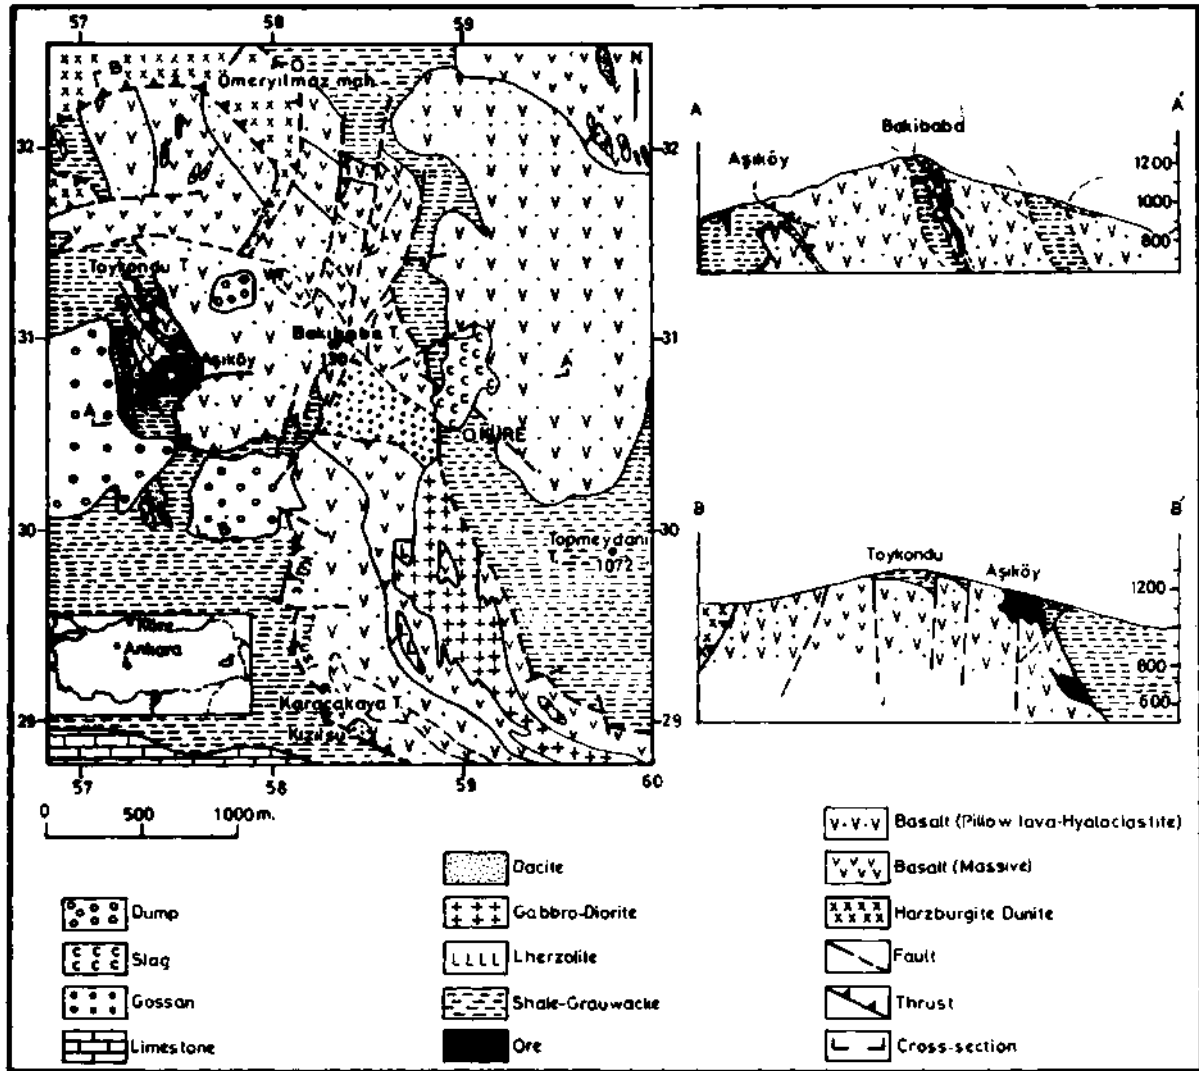 57 58 59
B
Ömeryılmaz mah.
N
32 32
Toykondu T.
Bakibaba T.
31 31
Aşıköy
A'
A
KÜRE
30 30
B
Topmeydanı
T. 1072
Küre
Ankara
Karaçakaya T.
29 29
Kızılsu
57 58 59 60
0 500 1000 m.
A A'
Bakibaba
Aşıköy
1200
1000
800
B B'
Toykondu
Aşıköy
1200
800
600
Dump
Slag
Gossan
Limestone
Dacite
Gabbro-Diorite
Lherzolite
Shale-Grauwacke
Ore
Basalt (Pillow lava-Hyaloclastite)
Basalt (Massive)
Harzburgite Dunite
Fault
Thrust
Cross-section